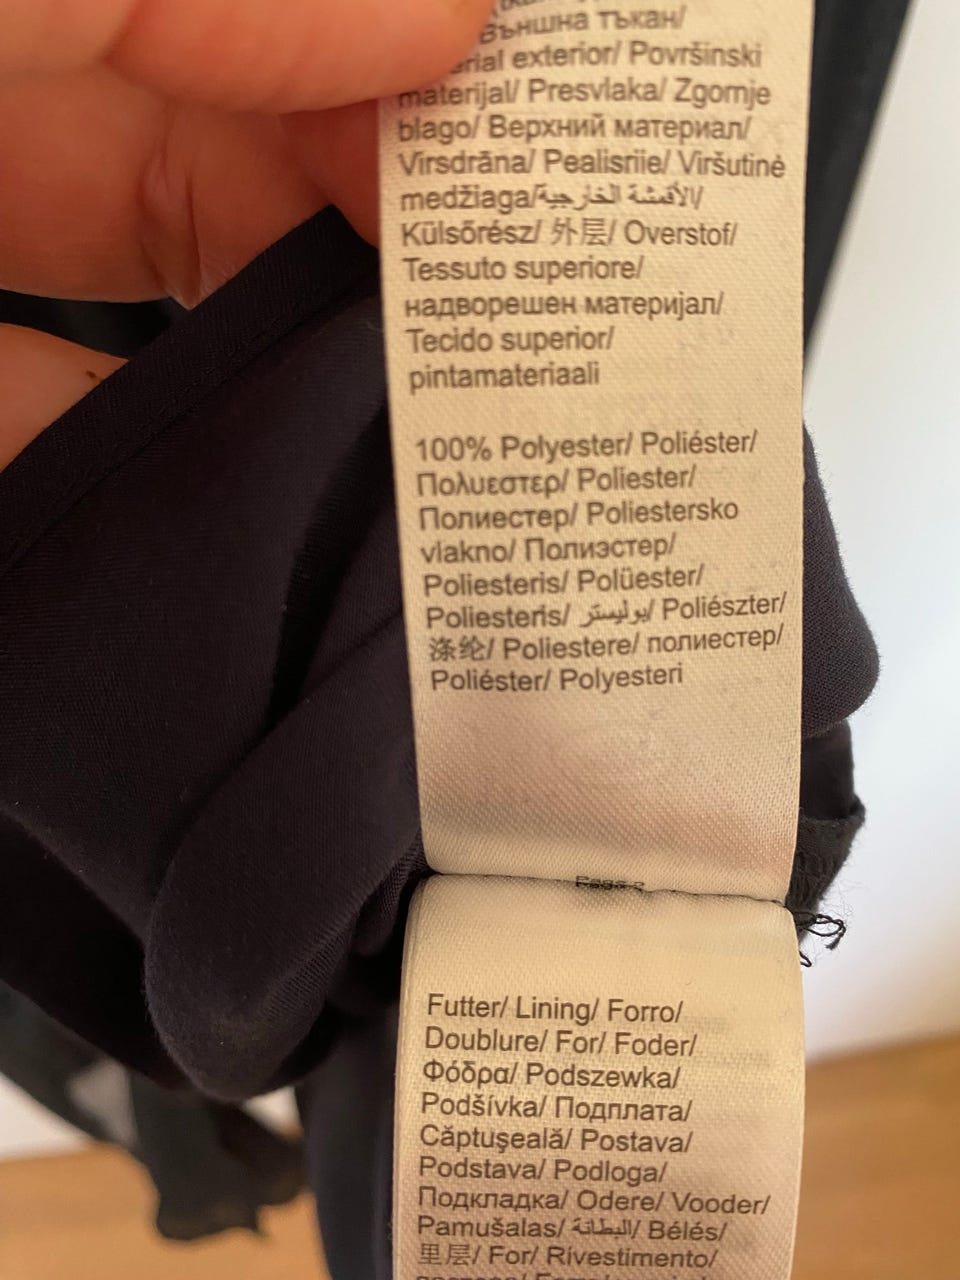 Външна тъкан/
exterior/ Površinski
materijal/ Presvlaka/ Zgornje
blago/ Верхний материал/
Virsdrāna/ Pealisriie/ Viršutinė
medžiaga/الأقمشة الخارجية/
Külsőrész/ 外层/ Overstof/
Tessuto superiore/
надворешен материјал/
Tecido superior/
pintamateriaali
100% Polyester/ Poliéster/
Πολυεστερ/ Poliester/
Полиестер/ Poliestersko
vlakno/ Полиэстер/
Poliesteris/ Polüester/
Poliesteris/ بوليستر/ Poliészter/
涤纶/ Poliestere/ полиестер/
Poliéster/ Polyesteri
Futter/ Lining/ Forro/
Doublure/ For/ Foder/
Φόδρα/ Podszewka/
Podšívka/ Подплата/
Căptuşeală/ Postava/
Podstava/ Podloga/
Подкладка/ Odere/ Vooder/
Pamušalas/ البطانة/ Bélés/
里层/ For/ Rivestimento/